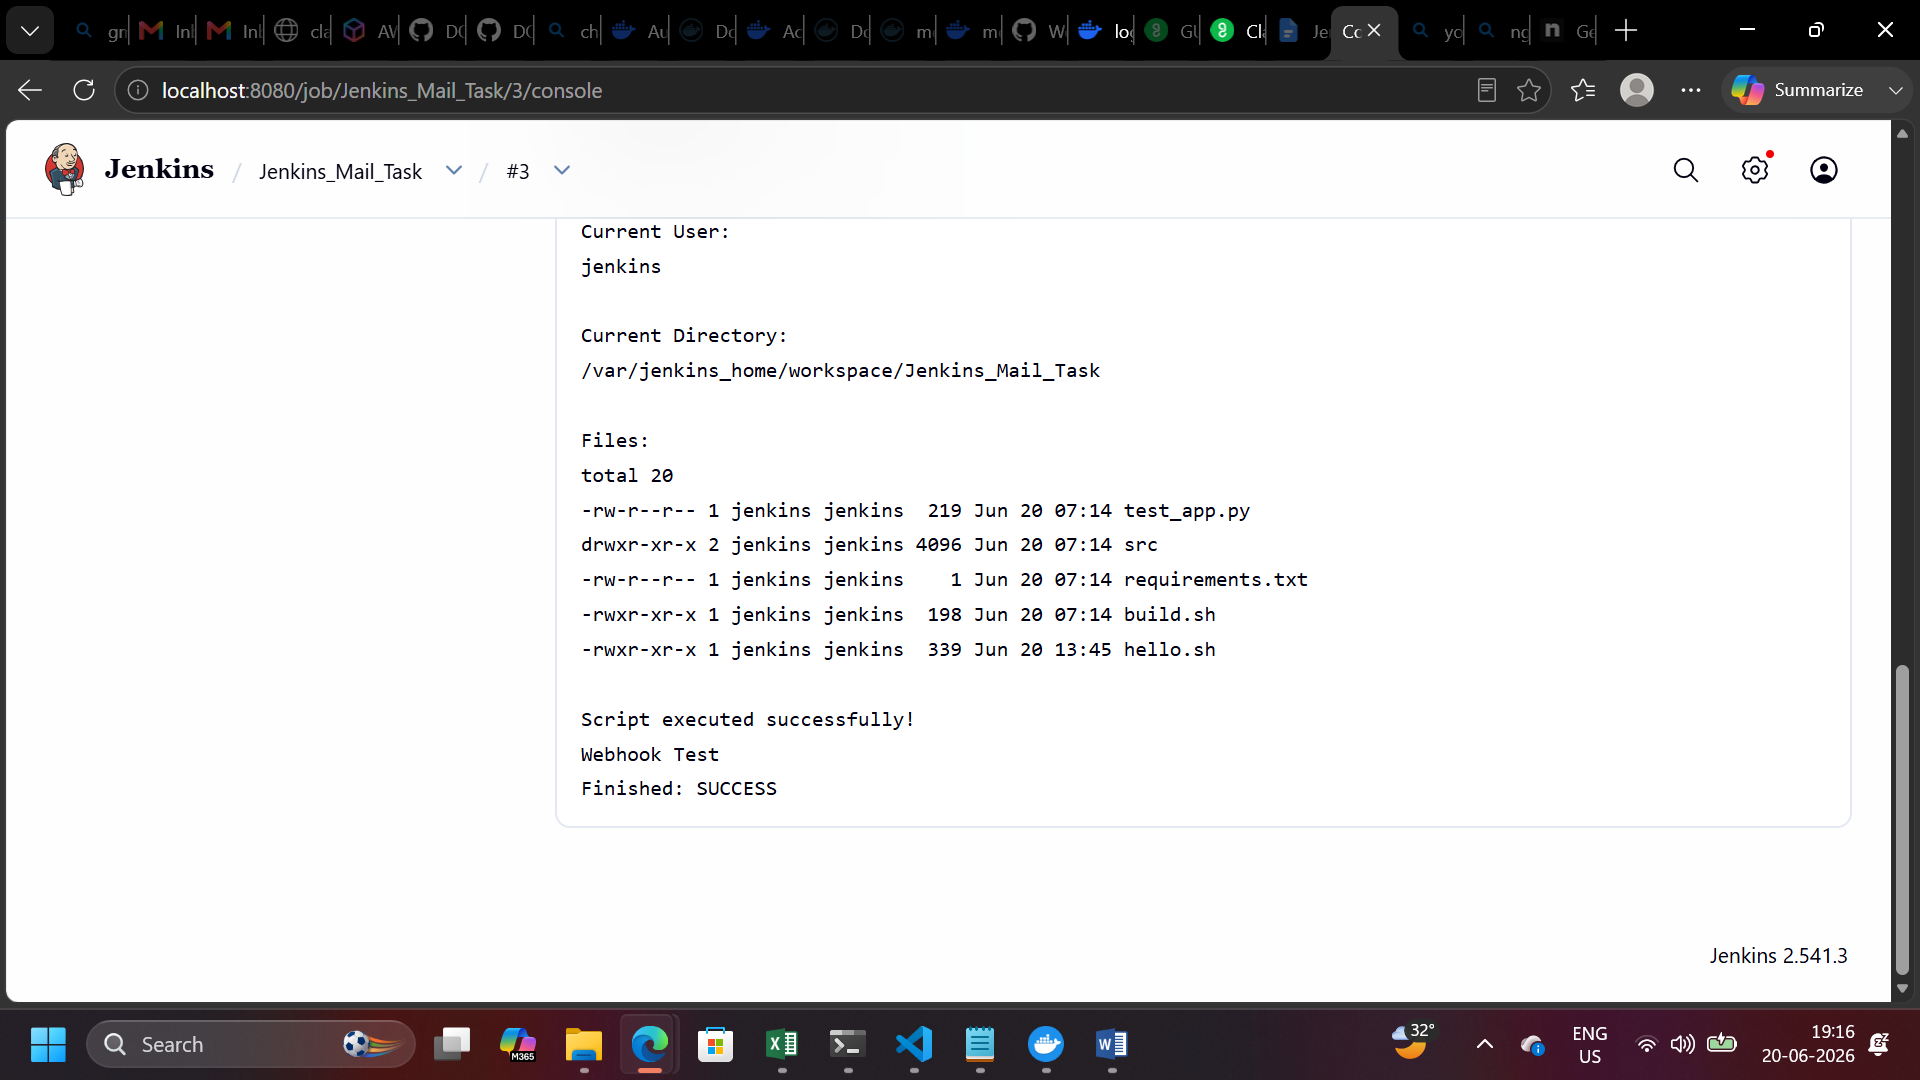 localhost:8080/job/Jenkins_Mail_Task/3/console
Summarize
Jenkins / Jenkins_Mail_Task / #3
Current User:
jenkins
Current Directory:
/var/jenkins_home/workspace/Jenkins_Mail_Task
Files:
total 20
-rw-r--r-- 1 jenkins jenkins  219 Jun 20 07:14 test_app.py
drwxr-xr-x 2 jenkins jenkins 4096 Jun 20 07:14 src
-rw-r--r-- 1 jenkins jenkins    1 Jun 20 07:14 requirements.txt
-rwxr-xr-x 1 jenkins jenkins  198 Jun 20 07:14 build.sh
-rwxr-xr-x 1 jenkins jenkins  339 Jun 20 13:45 hello.sh
Script executed successfully!
Webhook Test
Finished: SUCCESS
Jenkins 2.541.3
Search
M365
32°
ENG
US
19:16
20-06-2026